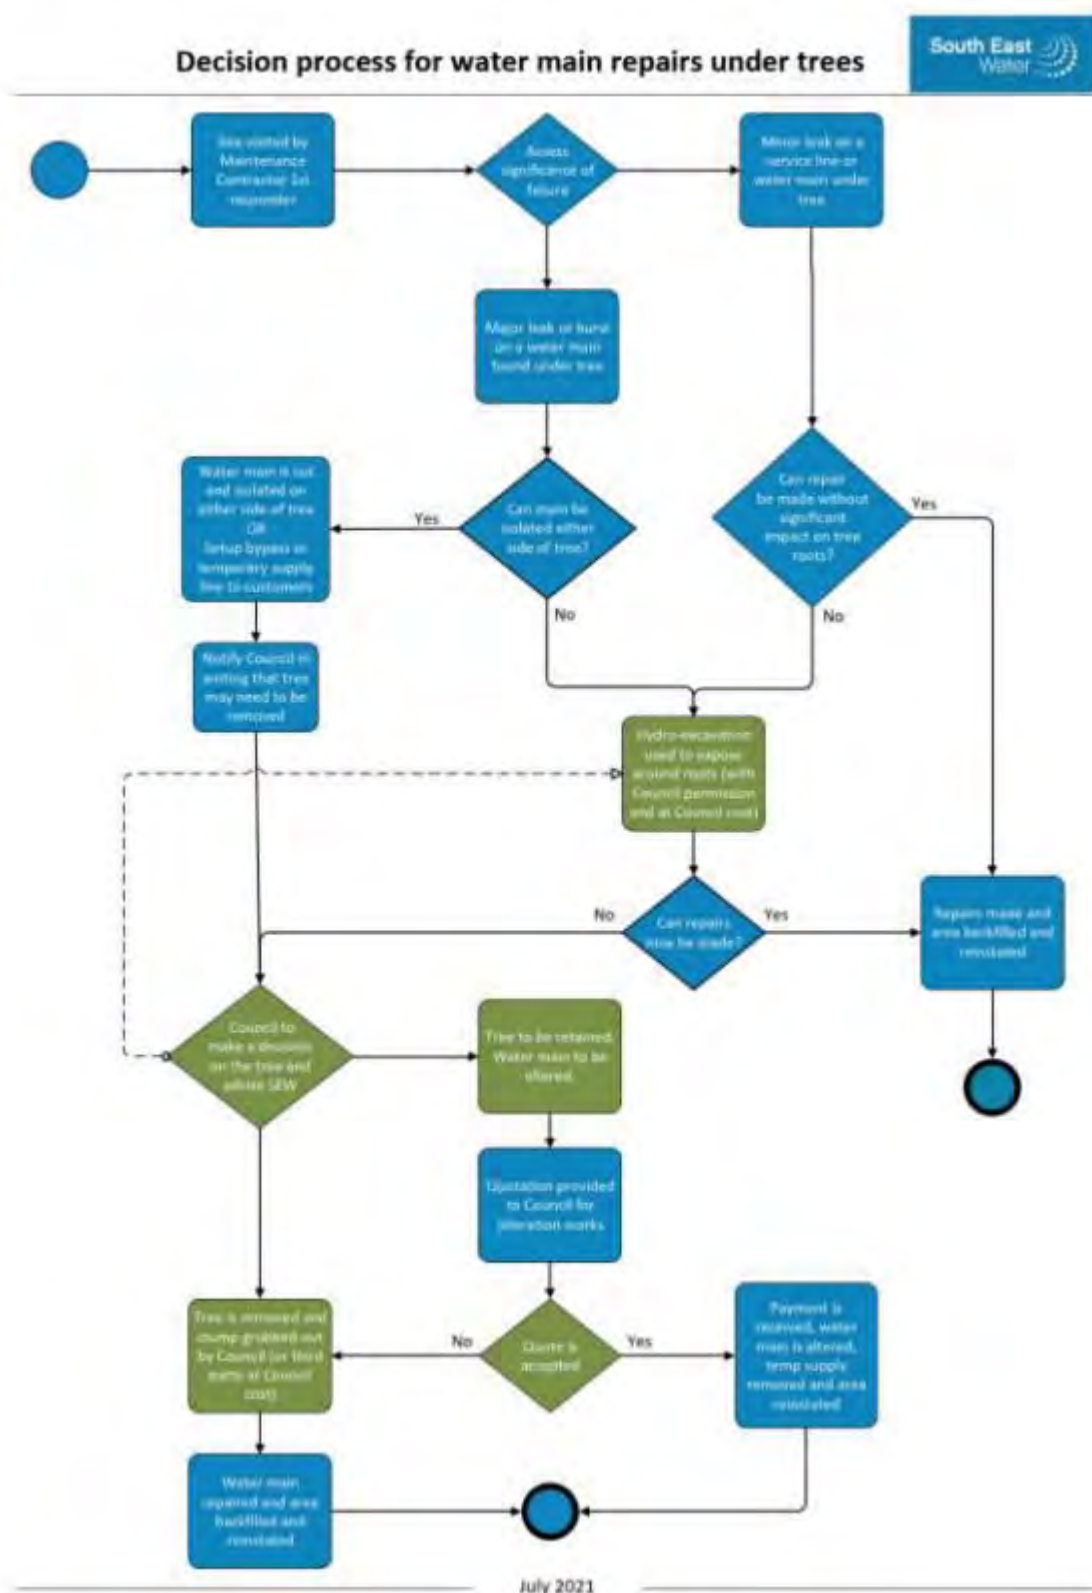 Decision process for water main repairs under trees
South East
Water
Site visited by
Maintenance
Contractor 1st
responder
Assess
significance of
failure
Minor leak on a
service line or
water main under
tree
Major leak or burst
on a water main
found under tree
Water main is cut
and isolated on
either side of tree
OR
Setup bypass or
temporary supply
line to customers
Yes
Can main be
isolated either
side of tree?
No
Can repair
be made without
significant
impact on tree
roots?
Yes
No
Notify Council in
writing that tree
may need to be
removed
Hydro-excavation
used to expose
around roots (with
Council permission
and at Council cost)
No
Can repairs
now be made?
Yes
Repairs made and
area backfilled and
reinstated
Council to
make a decision
on the tree and
advise SEW
Tree to be retained.
Water main to be
altered.
Quotation provided
to Council for
alteration works
Tree is removed and
stump grubbed out
by Council (or third
party at Council
cost)
No
Quote is
accepted
Yes
Payment is
received, water
main is altered,
temp supply
removed and area
reinstated
Water main
repaired and area
backfilled and
reinstated
July 2021